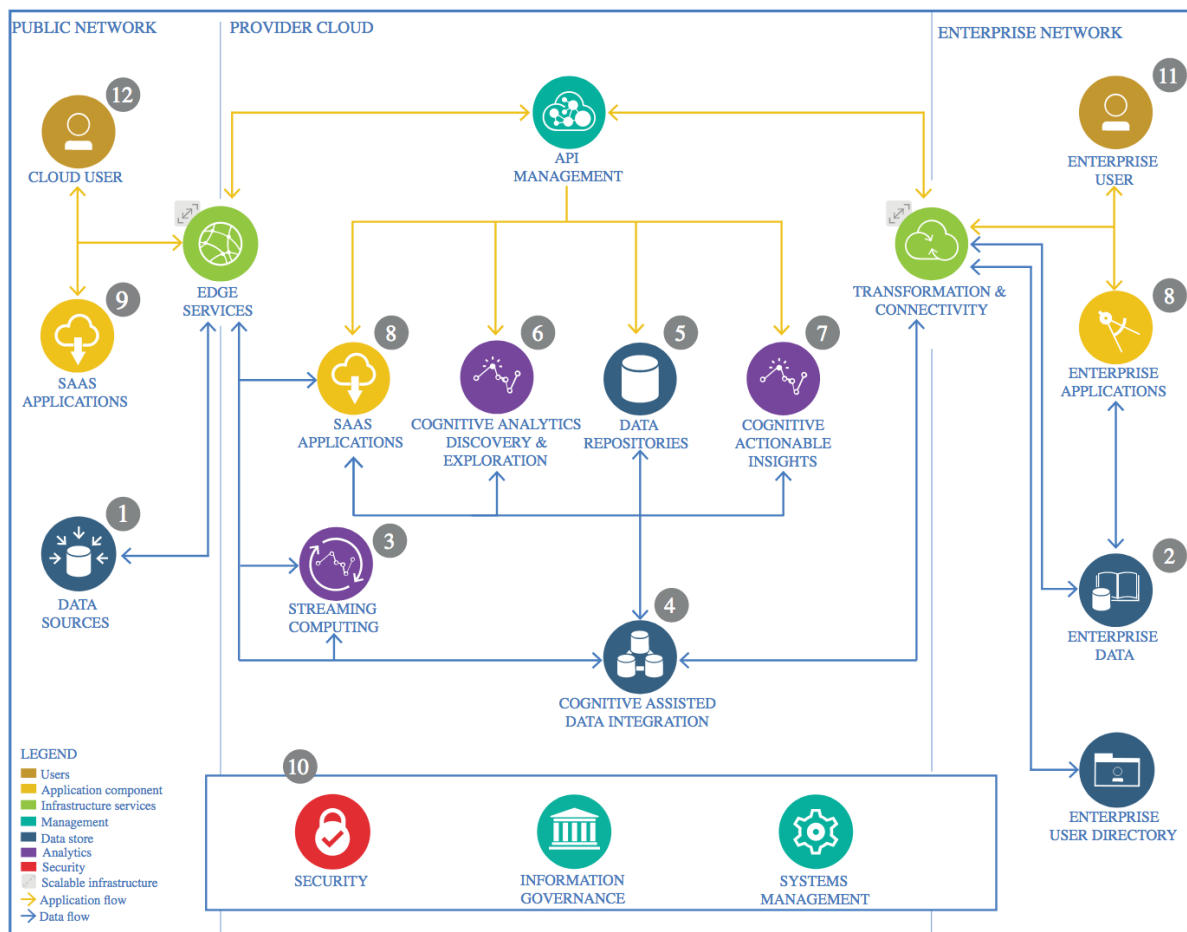 PUBLIC NETWORK
PROVIDER CLOUD
ENTERPRISE NETWORK
12
CLOUD USER
11
ENTERPRISE
USER
API
MANAGEMENT
EDGE
SERVICES
TRANSFORMATION &
CONNECTIVITY
9
SAAS
APPLICATIONS
8
SAAS
APPLICATIONS
6
COGNITIVE ANALYTICS
DISCOVERY &
EXPLORATION
5
DATA
REPOSITORIES
7
COGNITIVE
ACTIONABLE
INSIGHTS
8
ENTERPRISE
APPLICATIONS
1
DATA
SOURCES
3
STREAMING
COMPUTING
4
COGNITIVE ASSISTED
DATA INTEGRATION
2
ENTERPRISE
DATA
ENTERPRISE
USER DIRECTORY
LEGEND
Users
Application component
Infrastructure services
Management
Data store
Analytics
Security
Scalable infrastructure
Application flow
Data flow
10
SECURITY
INFORMATION
GOVERNANCE
SYSTEMS
MANAGEMENT